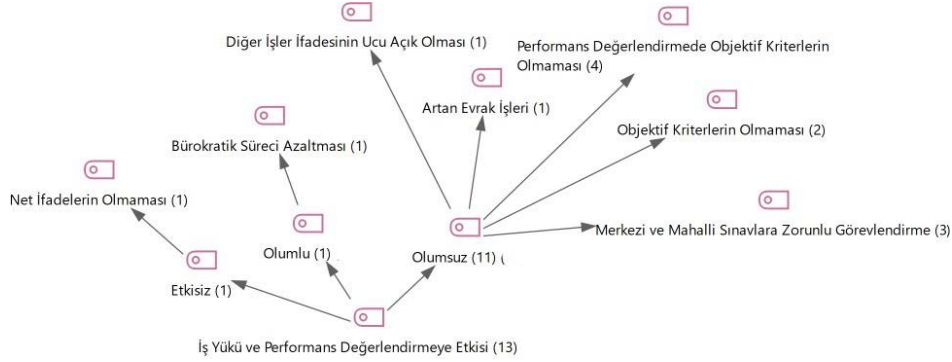 Diğer İşler İfadesinin Ucu Açık Olması (1)
Performans Değerlendirmede Objektif Kriterlerin
Olmaması (4)
Artan Evrak İşleri (1)
Objektif Kriterlerin Olmaması (2)
Bürokratik Süreci Azaltması (1)
Net İfadelerin Olmaması (1)
Merkezi ve Mahalli Sınavlara Zorunlu Görevlendirme (3)
Olumlu (1)
Olumsuz (11) (
Etkisiz (1)
İş Yükü ve Performans Değerlendirmeye Etkisi (13)